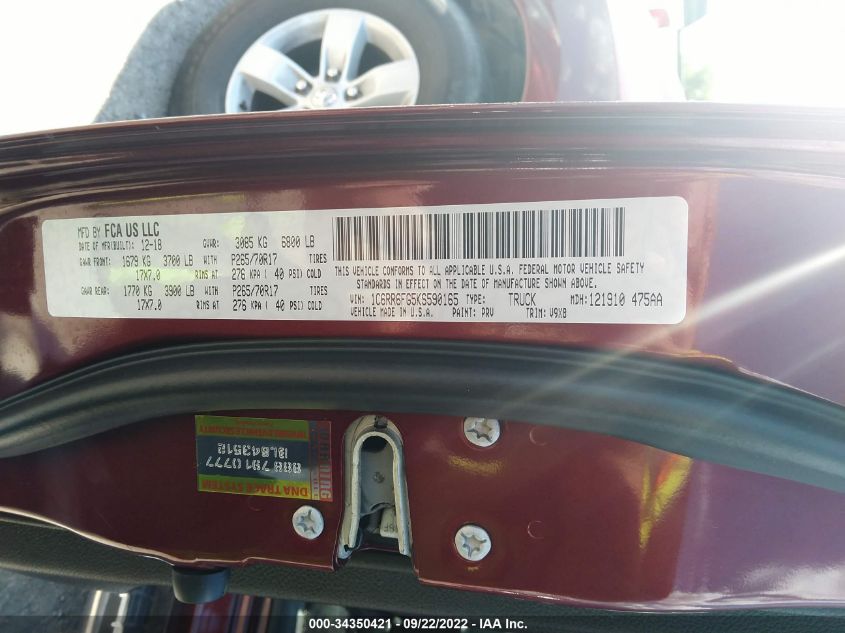 MFD BY FCA US LLC
DATE OF MFR(BUILT): 12-18 GVWR: 3085 KG 6800 LB
GAWR FRONT: 1679 KG 3700 LB WITH P265/70R17 TIRES
17X7.0 RIMS AT 276 KPA ( 40 PSI) COLD
GAWR REAR: 1770 KG 3900 LB WITH P265/70R17 TIRES
17X7.0 RIMS AT 276 KPA ( 40 PSI) COLD
THIS VEHICLE CONFORMS TO ALL APPLICABLE U.S.A. FEDERAL MOTOR VEHICLE SAFETY
STANDARDS IN EFFECT ON THE DATE OF MANUFACTURE SHOWN ABOVE.
VIN: 1C6RR6FG5KS590165 TYPE: TRUCK MDH: 121910 475AA
VEHICLE MADE IN U.S.A. PAINT: PRV TRIM: V9X8
DNA TRACE SYSTEM
888 791 0777
IBLB43512
000-34350421 - 09/22/2022 - IAA Inc.